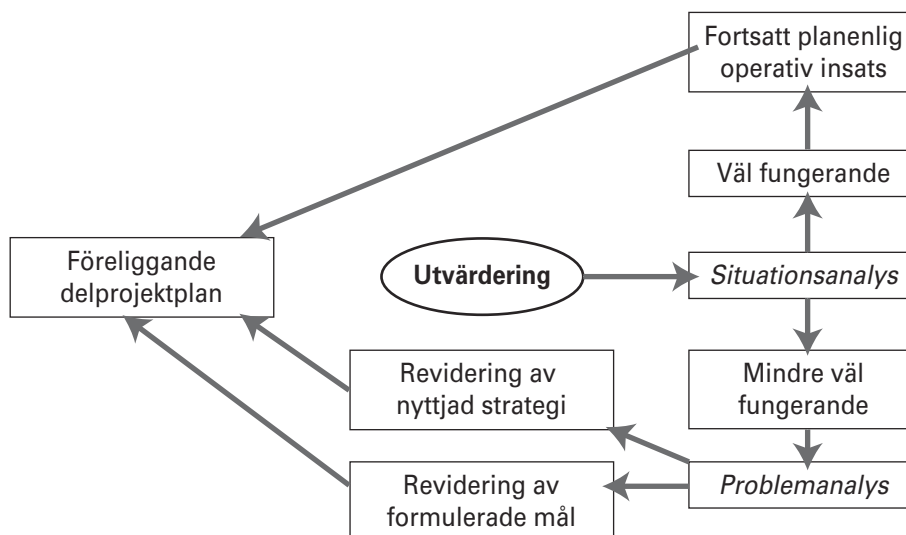 Fortsatt planenlig
operativ insats
Väl fungerande
Föreliggande
delprojektplan
Utvärdering
Situationsanalys
Revidering av
nyttjad strategi
Mindre väl
fungerande
Revidering av
formulerade mål
Problemanalys